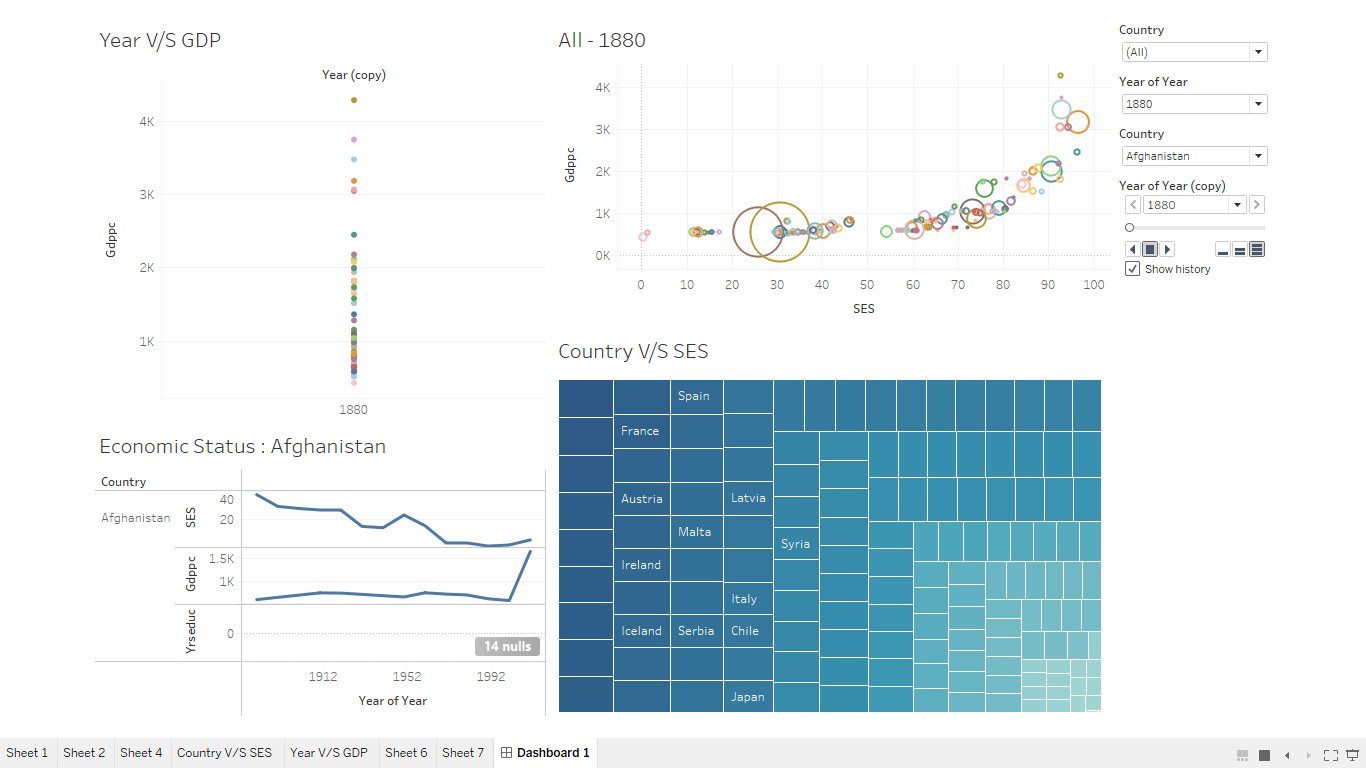 Year V/S GDP
Year (copy)
4K
3K
2K
1K
Gdppc
1880
All - 1880
4K
3K
2K
1K
0K
Gdppc
0 10 20 30 40 50 60 70 80 90 100
SES
Country
(All)
Year of Year
1880
Country
Afghanistan
Year of Year (copy)
1880
Show history
Economic Status : Afghanistan
Country
Afghanistan
SES
40
20
Gdppc
1.5K
1K
Yrseduc
0
14 nulls
1912 1952 1992
Year of Year
Country V/S SES
Spain
France
Austria
Latvia
Malta
Syria
Ireland
Italy
Iceland
Serbia
Chile
Japan
Sheet 1 Sheet 2 Sheet 4 Country V/S SES Year V/S GDP Sheet 6 Sheet 7 Dashboard 1